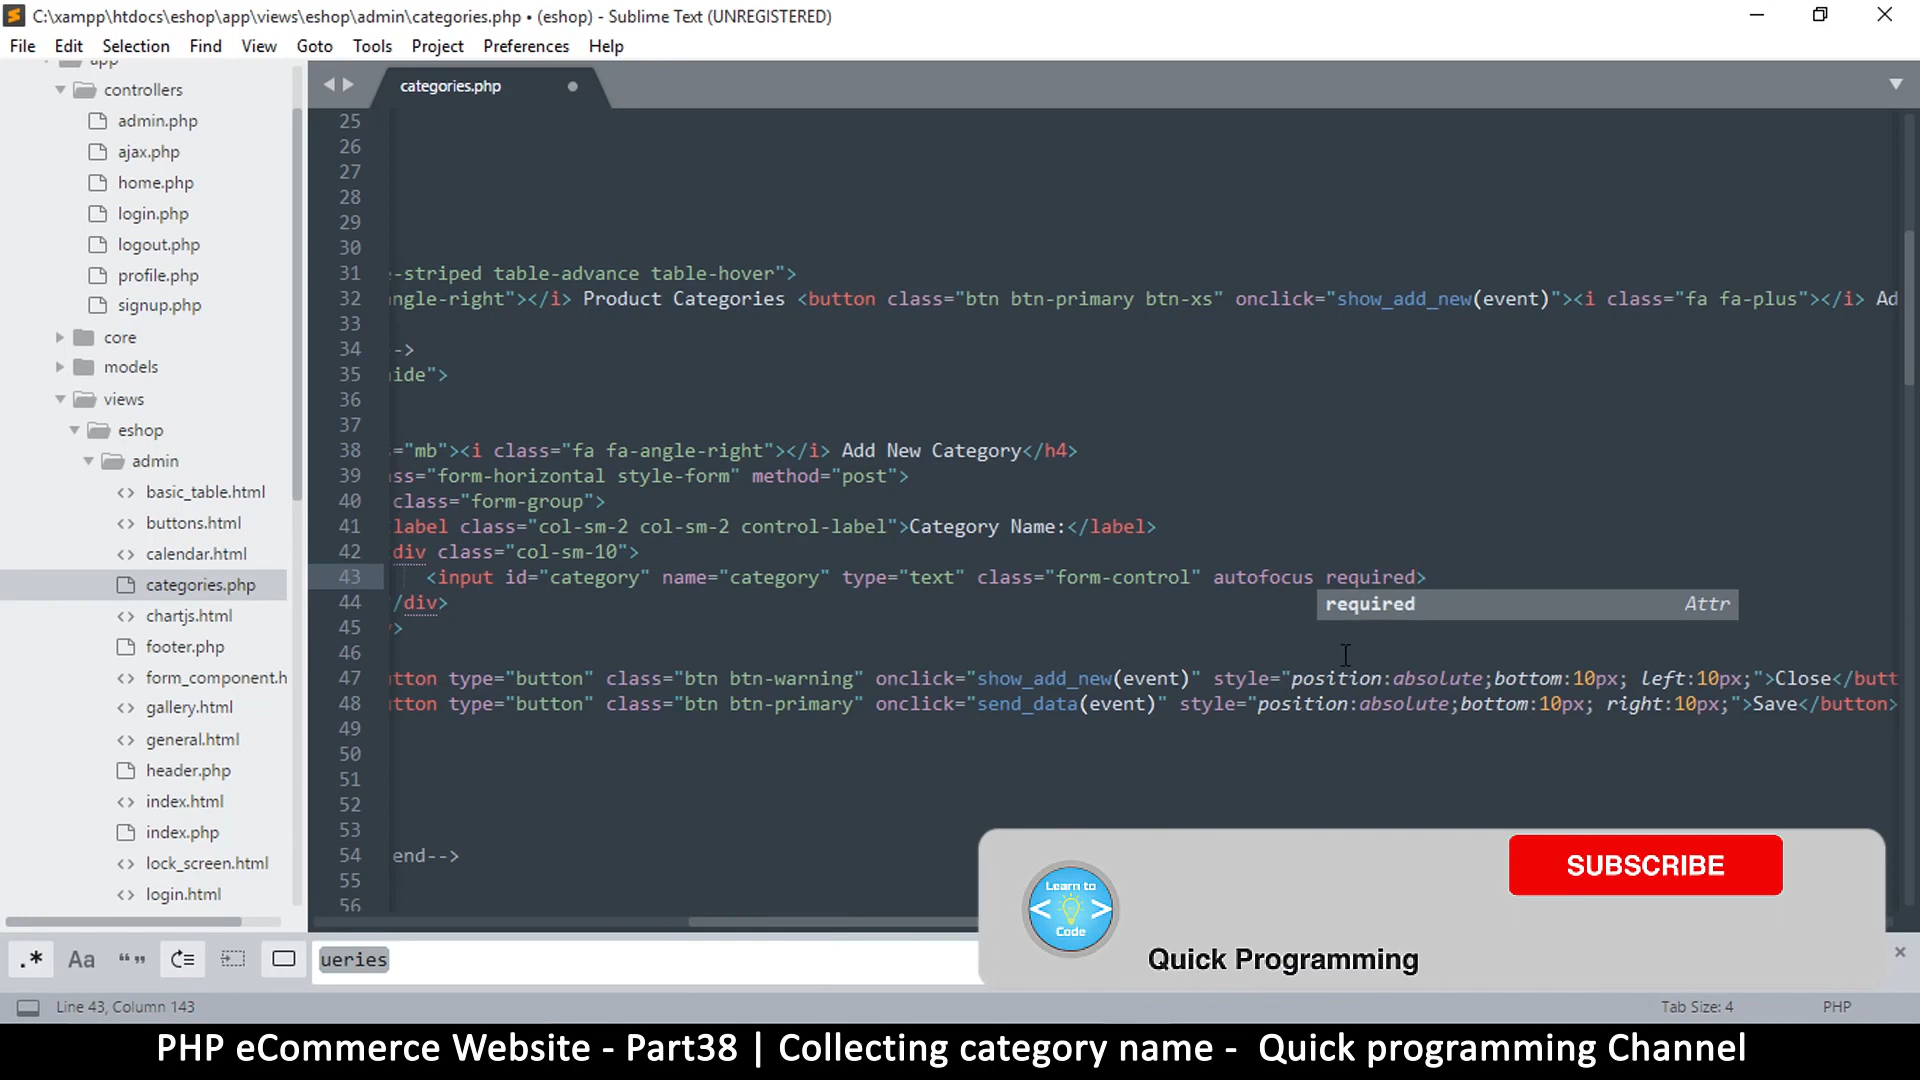 C:\xampp\htdocs\eshop\app\views\eshop\admin\categories.php • (eshop) - Sublime Text (UNREGISTERED)
File Edit Selection Find View Goto Tools Project Preferences Help
app
controllers
admin.php
ajax.php
home.php
login.php
logout.php
profile.php
signup.php
core
models
views
eshop
admin
<> basic_table.html
<> buttons.html
<> calendar.html
categories.php
<> chartjs.html
footer.php
<> form_component.h
<> gallery.html
<> general.html
header.php
<> index.html
index.php
<> lock_screen.html
<> login.html
categories.php
25
26
27
28
29
30
31 e-striped table-advance table-hover">
32 ngle-right"></i> Product Categories <button class="btn btn-primary btn-xs" onclick="show_add_new(event)"><i class="fa fa-plus"></i> Ad
33
34 -->
35 ide">
36
37
38 s="mb"><i class="fa fa-angle-right"></i> Add New Category</h4>
39 ss="form-horizontal style-form" method="post">
40 class="form-group">
41 label class="col-sm-2 col-sm-2 control-label">Category Name:</label>
42 div class="col-sm-10">
43 <input id="category" name="category" type="text" class="form-control" autofocus required>
44 /div>
required Attr
45 >
46
47 tton type="button" class="btn btn-warning" onclick="show_add_new(event)" style="position:absolute;bottom:10px; left:10px;">Close</butt
48 tton type="button" class="btn btn-primary" onclick="send_data(event)" style="position:absolute;bottom:10px; right:10px;">Save</button>
49
50
51
52
53
54 end-->
55
56
.* Aa “ ”
ueries
Learn to
< >
Code
SUBSCRIBE
Quick Programming
Line 43, Column 143
Tab Size: 4
PHP
PHP eCommerce Website - Part38 | Collecting category name - Quick programming Channel